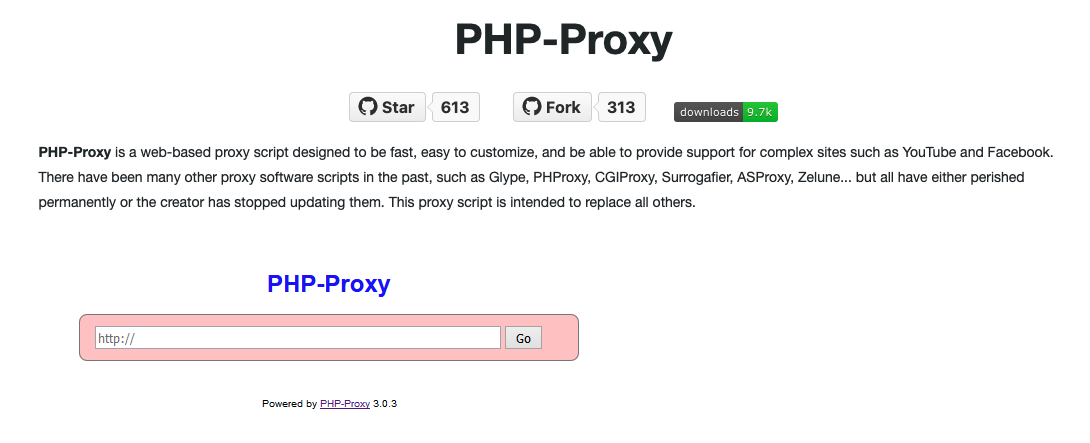 PHP-Proxy
Star 613 Fork 313 downloads 9.7k
PHP-Proxy is a web-based proxy script designed to be fast, easy to customize, and be able to provide support for complex sites such as YouTube and Facebook.
There have been many other proxy software scripts in the past, such as Glype, PHProxy, CGIProxy, Surrogafier, ASProxy, Zelune... but all have either perished
permanently or the creator has stopped updating them. This proxy script is intended to replace all others.
PHP-Proxy
http:// Go
Powered by PHP-Proxy 3.0.3